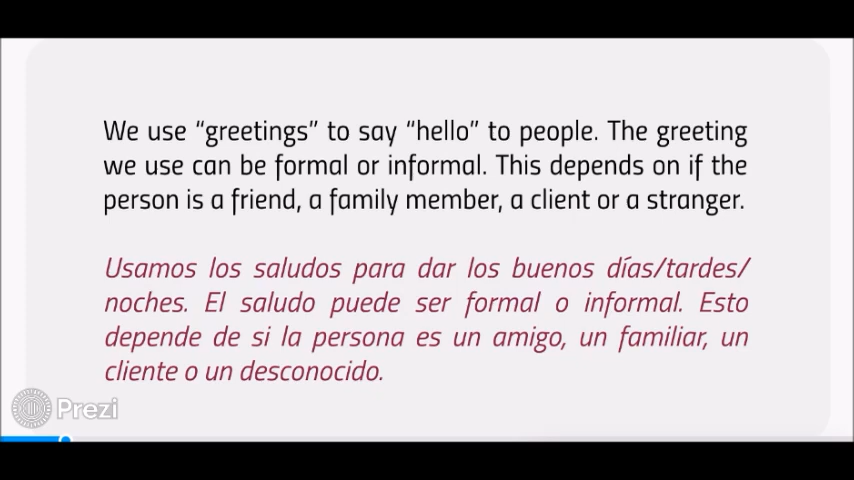 We use “greetings” to say “hello” to people. The greeting
we use can be formal or informal. This depends on if the
person is a friend, a family member, a client or a stranger.
Usamos los saludos para dar los buenos días/tardes/
noches. El saludo puede ser formal o informal. Esto
depende de si la persona es un amigo, un familiar, un
cliente o un desconocido.
Prezi